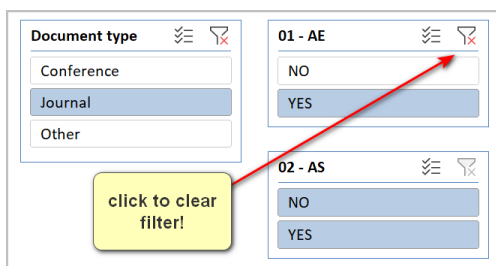 Document type
Conference
Journal
Other
01 - AE
NO
YES
02 - AS
NO
YES
click to clear
filter!